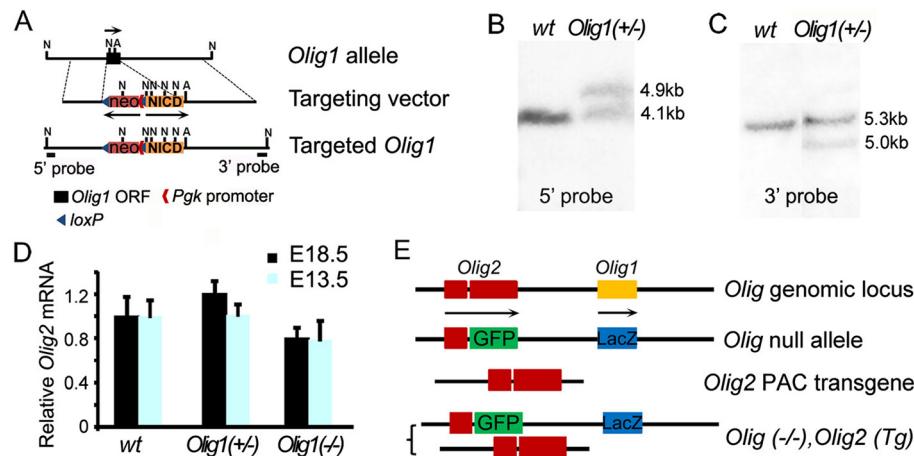 A
N NA N
Olig1 allele
N NN N N A
neo NICD
Targeting vector
N N NN N N A N
neo NICD
Targeted Olig1
5' probe 3' probe
Olig1 ORF Pgk promoter
loxP
B
wt Olig1(+/-)
4.9kb
4.1kb
5' probe
C
wt Olig1(+/-)
5.3kb
5.0kb
3' probe
D
Relative Olig2 mRNA
E18.5
E13.5
1.2
0.8
0.4
0
wt Olig1(+/-) Olig1(-/-)
E
Olig2 Olig1
Olig genomic locus
GFP LacZ
Olig null allele
Olig2 PAC transgene
GFP LacZ
Olig (-/-),Olig2 (Tg)